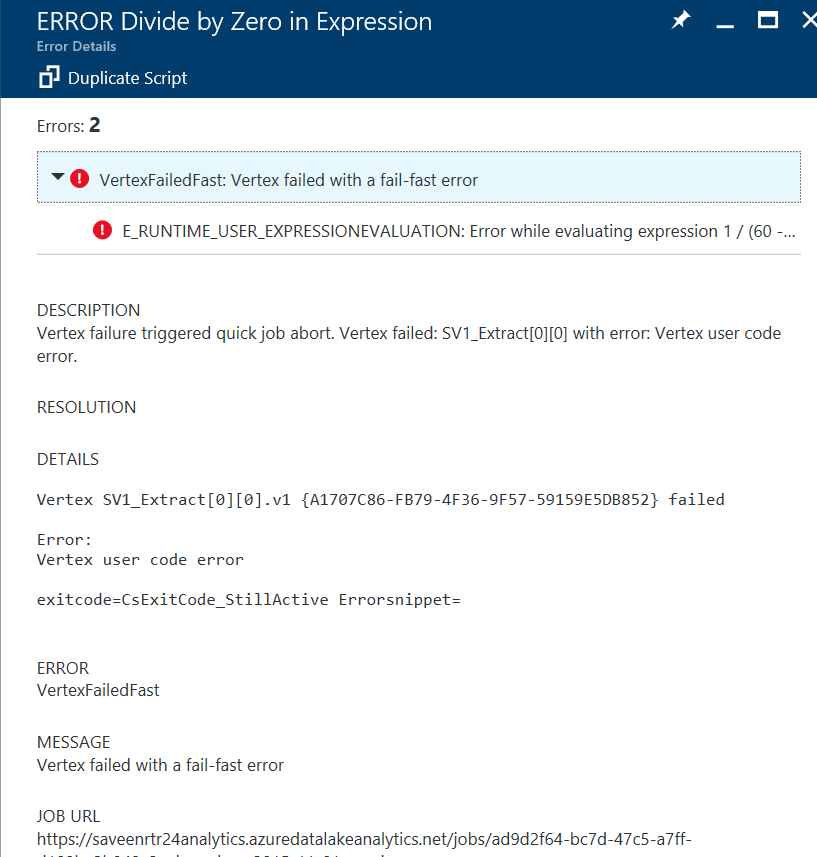 ERROR Divide by Zero in Expression
Error Details
Duplicate Script
Errors: 2
VertexFailedFast: Vertex failed with a fail-fast error
E_RUNTIME_USER_EXPRESSIONEVALUATION: Error while evaluating expression 1 / (60 -...
DESCRIPTION
Vertex failure triggered quick job abort. Vertex failed: SV1_Extract[0][0] with error: Vertex user code
error.
RESOLUTION
DETAILS
Vertex SV1_Extract[0][0].v1 {A1707C86-FB79-4F36-9F57-59159E5DB852} failed
Error:
Vertex user code error
exitcode=CsExitCode_StillActive Errorsnippet=
ERROR
VertexFailedFast
MESSAGE
Vertex failed with a fail-fast error
JOB URL
https://saveenrtr24analytics.azuredatalakeanalytics.net/jobs/ad9d2f64-bc7d-47c5-a7ff-